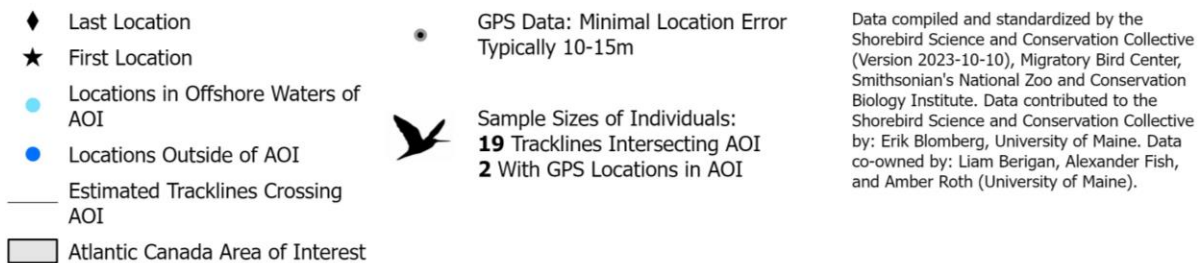 Last Location
First Location
Locations in Offshore Waters of
AOI
Locations Outside of AOI
Estimated Tracklines Crossing
AOI
Atlantic Canada Area of Interest
GPS Data: Minimal Location Error
Typically 10-15m
Sample Sizes of Individuals:
19 Tracklines Intersecting AOI
2 With GPS Locations in AOI
Data compiled and standardized by the
Shorebird Science and Conservation Collective
(Version 2023-10-10), Migratory Bird Center,
Smithsonian's National Zoo and Conservation
Biology Institute. Data contributed to the
Shorebird Science and Conservation Collective
by: Erik Blomberg, University of Maine. Data
co-owned by: Liam Berigan, Alexander Fish,
and Amber Roth (University of Maine).